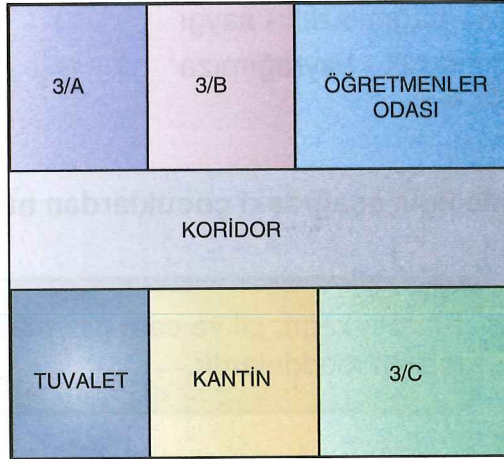 3/A
3/B
ÖĞRETMENLER
ODASI
KORİDOR
TUVALET
KANTİN
3/C